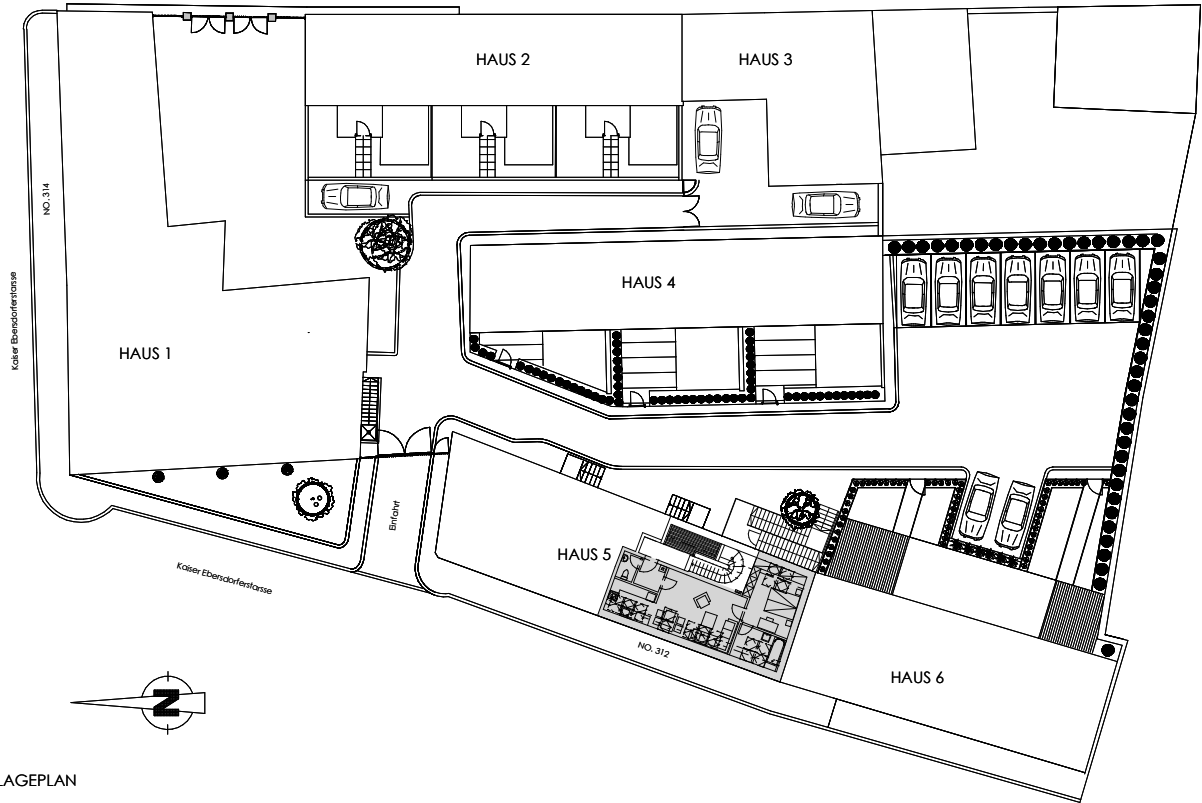 HAUS 2
HAUS 3
NO. 314
Kaiser Ebersdorferstarsse
HAUS 4
HAUS 1
Einfahrt
HAUS 5
Kaiser Ebersdorferstarsse
NO. 312
HAUS 6
N
LAGEPLAN